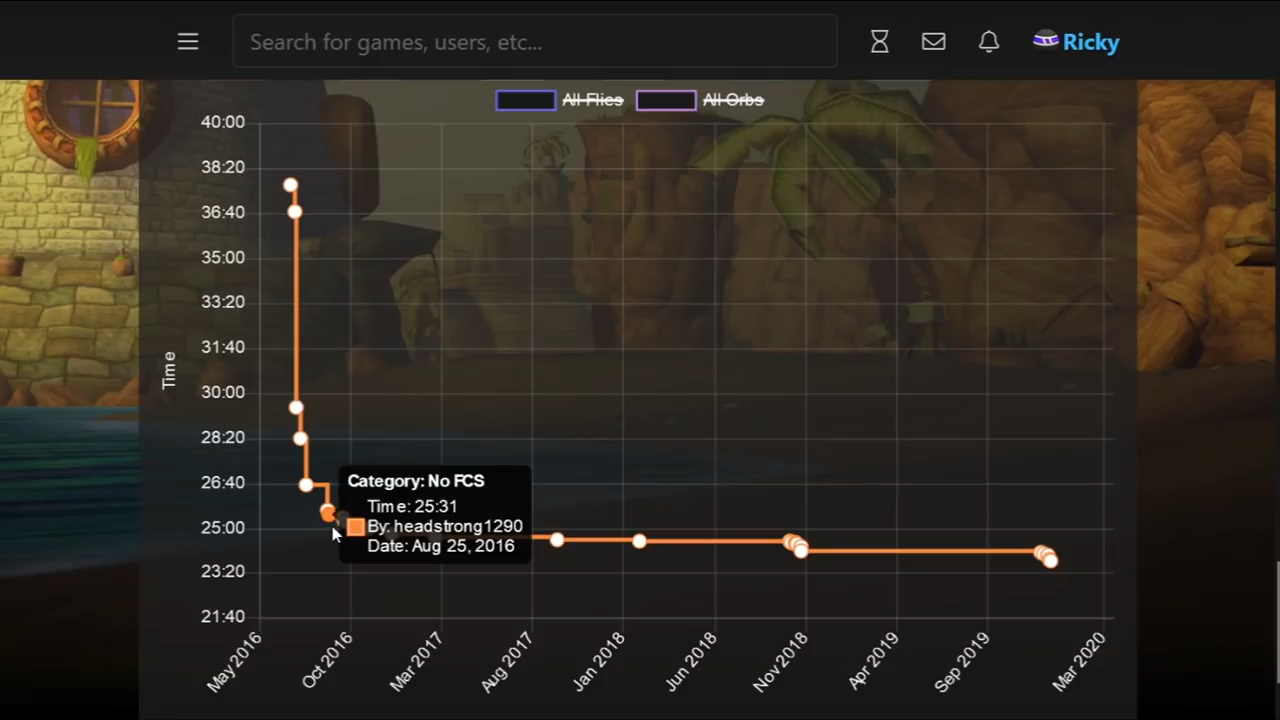 Search for games, users, etc...
Ricky
All Flies All Orbs
40:00
38:20
36:40
35:00
33:20
31:40
30:00
28:20
26:40
25:00
23:20
21:40
Time
Category: No FCS
Time: 25:31
By: headstrong1290
Date: Aug 25, 2016
May 2016
Oct 2016
Mar 2017
Aug 2017
Jan 2018
Jun 2018
Nov 2018
Apr 2019
Sep 2019
Mar 2020